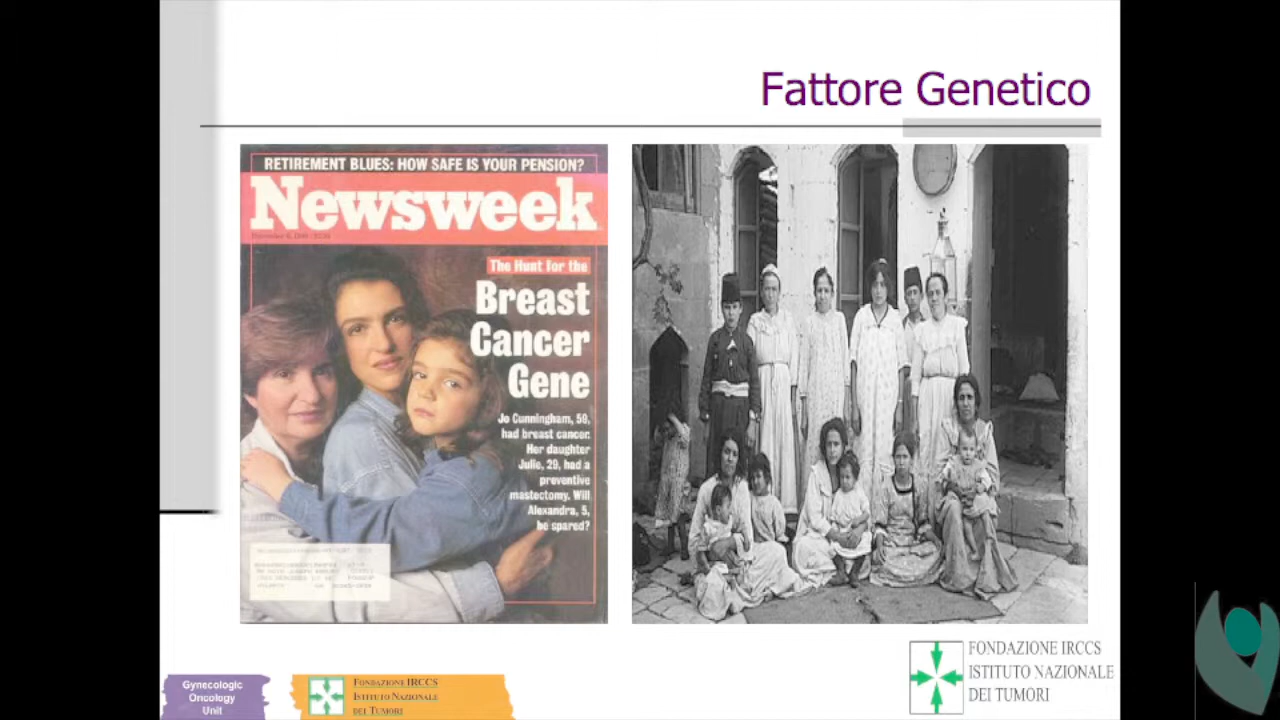 Fattore Genetico
RETIREMENT BLUES: HOW SAFE IS YOUR PENSION?
Newsweek
The Hunt for the
Breast
Cancer
Gene
Jo Cunningham, 58,
had breast cancer.
Her daughter
Julie, 29, had a
preventive
mastectomy. Will
Alexandra, 5,
be spared?
FONDAZIONE IRCCS
ISTITUTO NAZIONALE
DEI TUMORI
Gynecologic
Oncology
Unit
FONDAZIONE IRCCS
ISTITUTO NAZIONALE
DEI TUMORI